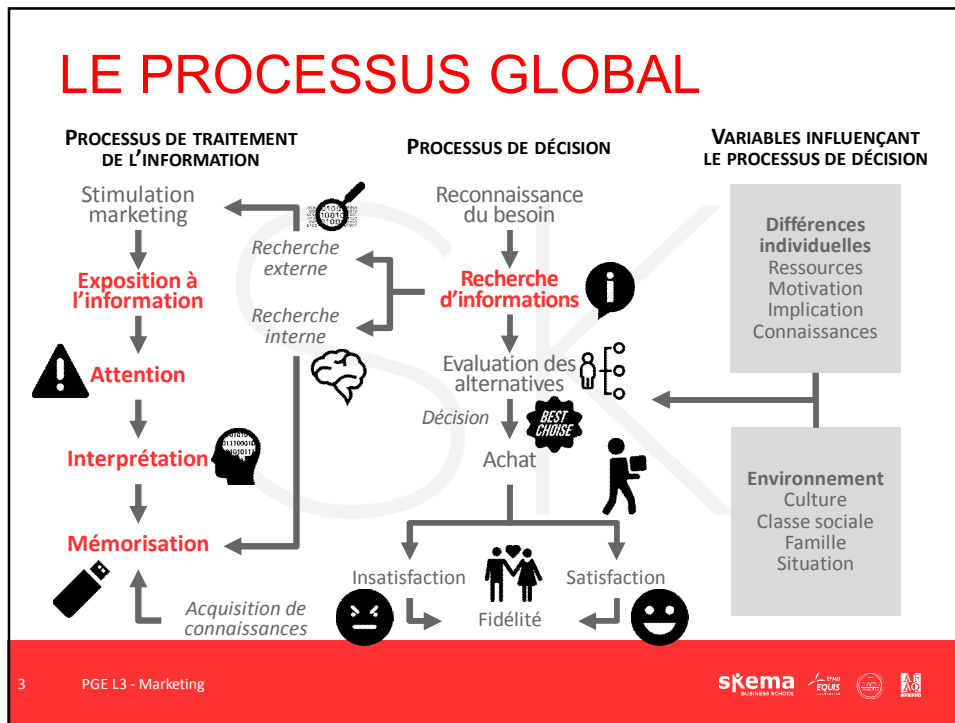 LE PROCESSUS GLOBAL
PROCESSUS DE TRAITEMENT
DE L'INFORMATION
Stimulation
marketing
Exposition à
l'information
Attention
Interprétation
Mémorisation
Acquisition de
connaissances
Recherche
externe
Recherche
interne
PROCESSUS DE DÉCISION
Reconnaissance
du besoin
Recherche
d'informations
Evaluation des
alternatives
Décision
BEST
CHOISE
Achat
Insatisfaction
Satisfaction
Fidélité
VARIABLES INFLUENÇANT
LE PROCESSUS DE DÉCISION
Différences
individuelles
Ressources
Motivation
Implication
Connaissances
Environnement
Culture
Classe sociale
Famille
Situation
SK
3
PGE L3 - Marketing
skema
BUSINESS SCHOOL
EFMD
EQUIS